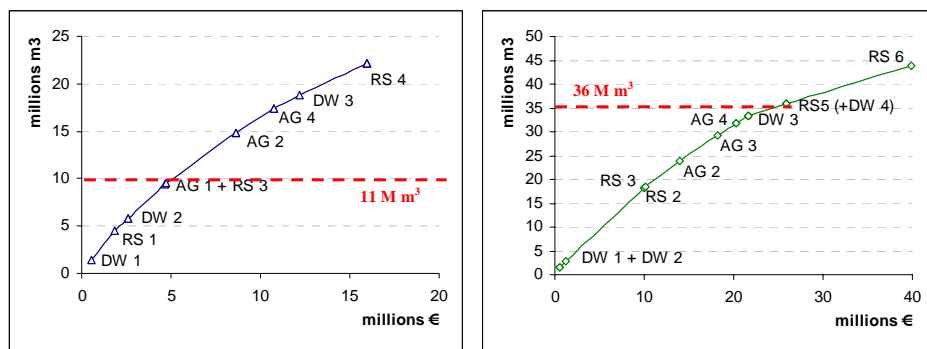 millions m3
25
20
15
10
5
0
RS 4
DW 3
AG 4
AG 2
AG 1 + RS 3
11 M m³
DW 2
RS 1
DW 1
0
5
10
15
20
millions €
millions m3
50
45
40
35
30
25
20
15
10
5
0
RS 6
36 M m³
RS5 (+DW 4)
AG 4
DW 3
AG 3
AG 2
RS 3
RS 2
DW 1 + DW 2
0
10
20
30
40
millions €